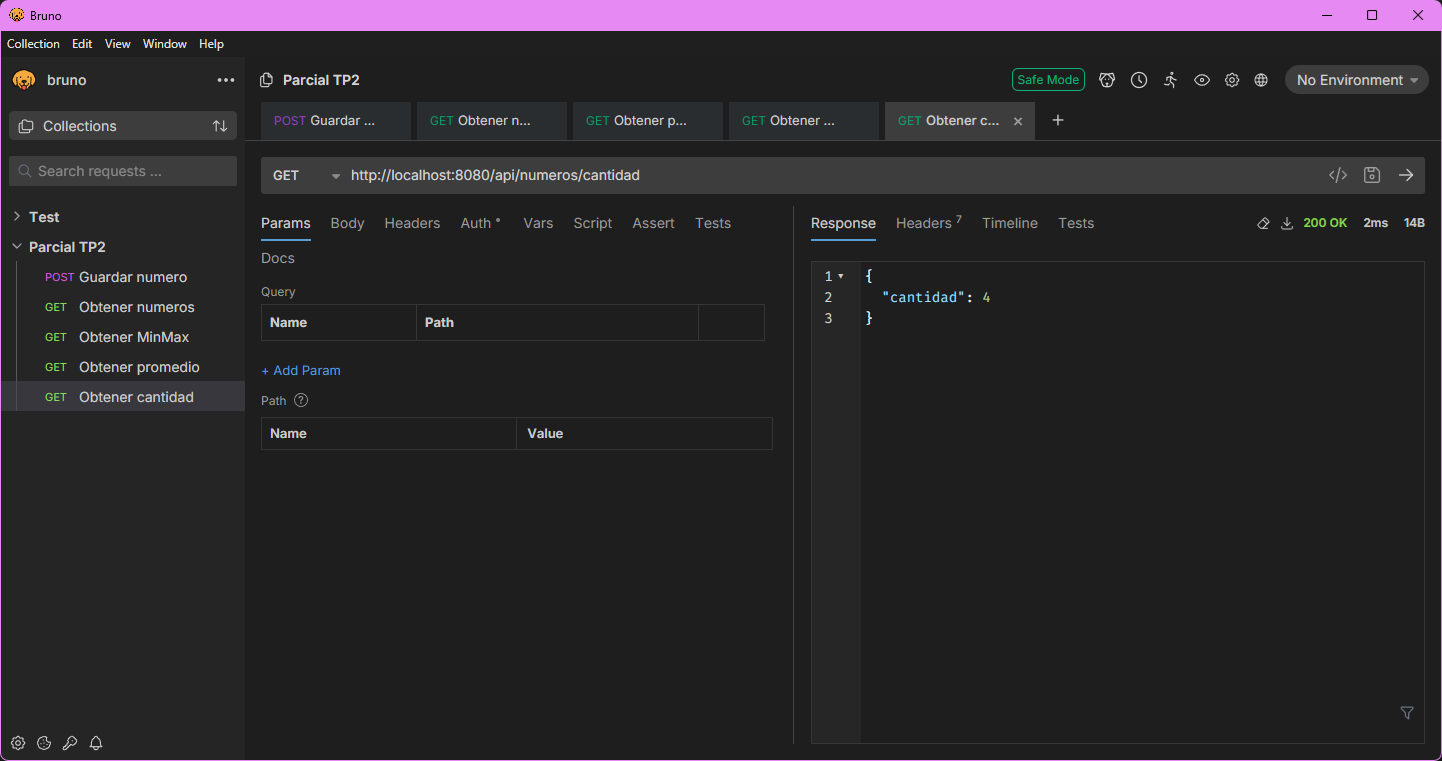 Bruno
Collection Edit View Window Help
bruno
Collections
Search requests ...
Test
Parcial TP2
POST Guardar numero
GET Obtener numeros
GET Obtener MinMax
GET Obtener promedio
GET Obtener cantidad
Parcial TP2
Safe Mode
No Environment
POST Guardar ... GET Obtener n... GET Obtener p... GET Obtener ... GET Obtener c...
GET http://localhost:8080/api/numeros/cantidad
Params Body Headers Auth Vars Script Assert Tests
Docs
Query
Name Path
+ Add Param
Path ?
Name Value
Response Headers 7 Timeline Tests 200 OK 2ms 14B
1 {
2 "cantidad": 4
3 }